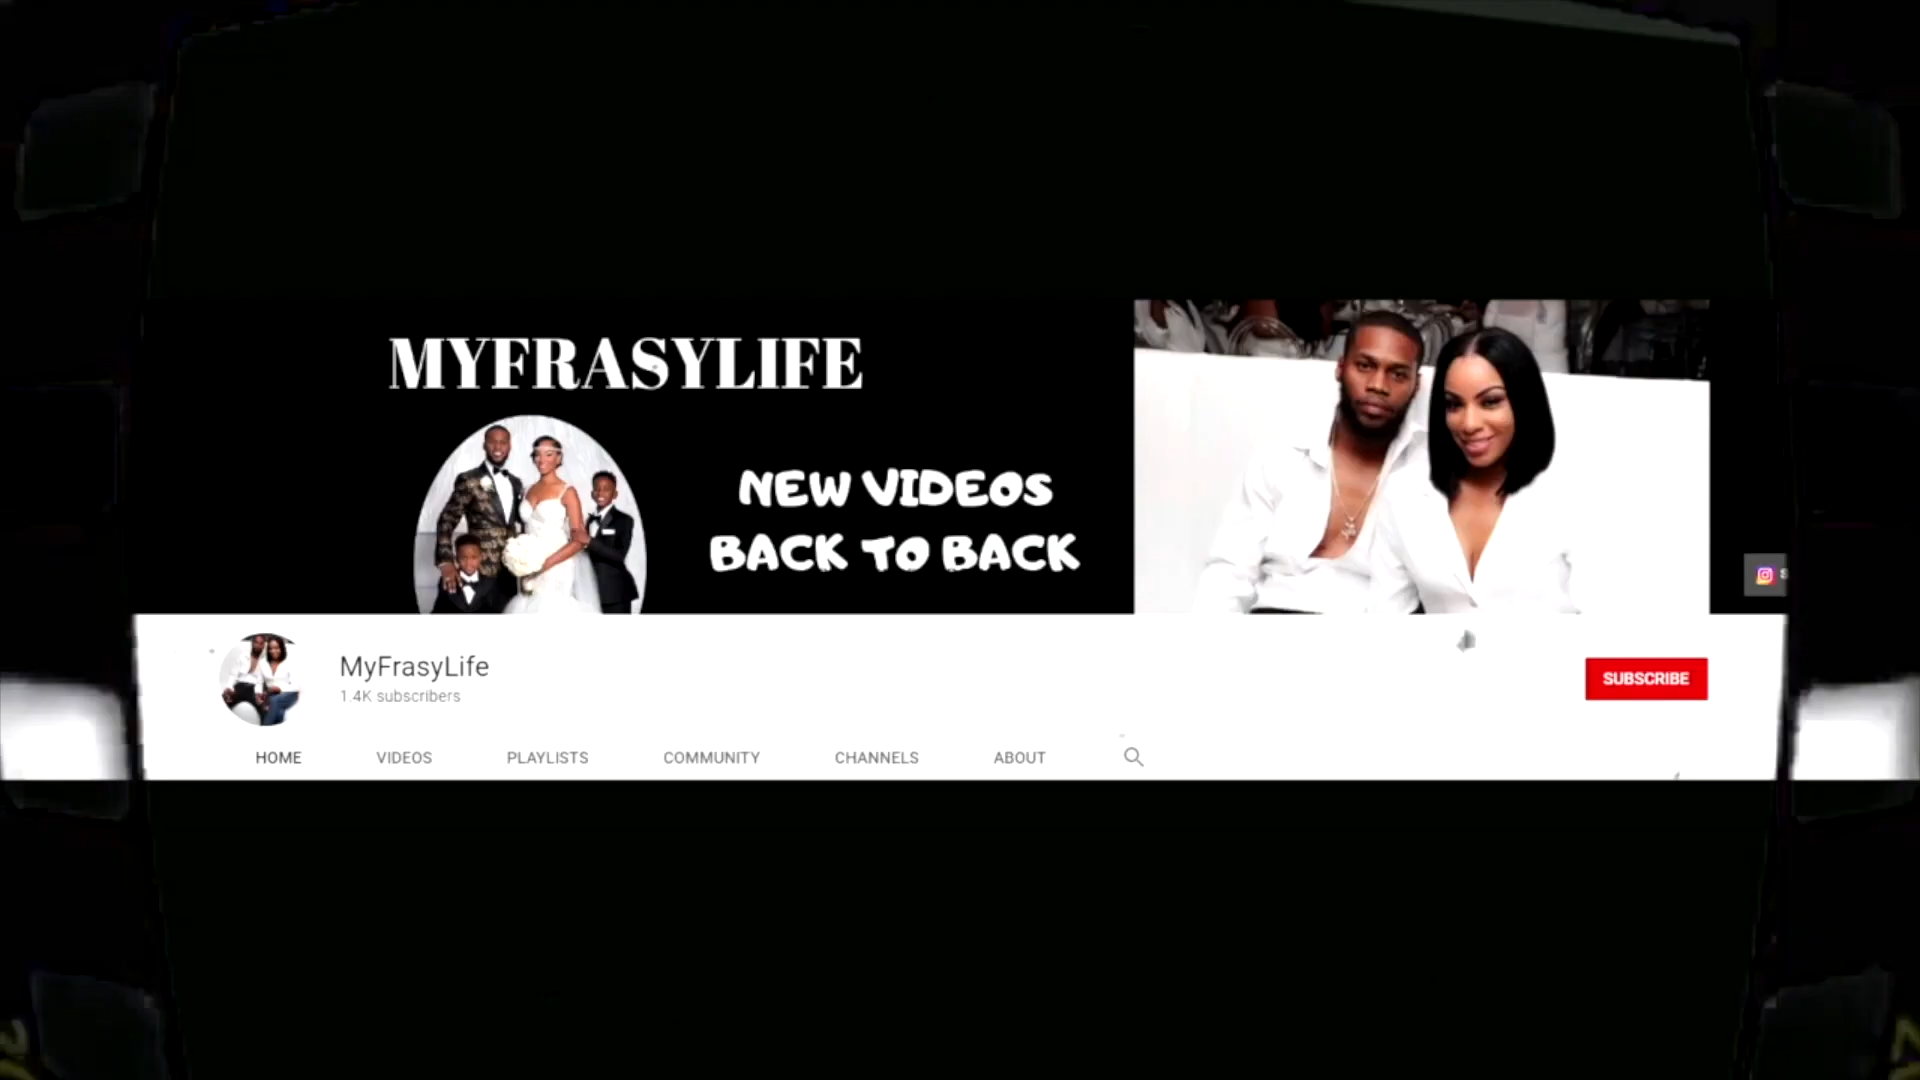 MYFRASYLIFE
NEW VIDEOS
BACK TO BACK
MyFrasyLife
1.4K subscribers
SUBSCRIBE
HOME VIDEOS PLAYLISTS COMMUNITY CHANNELS ABOUT